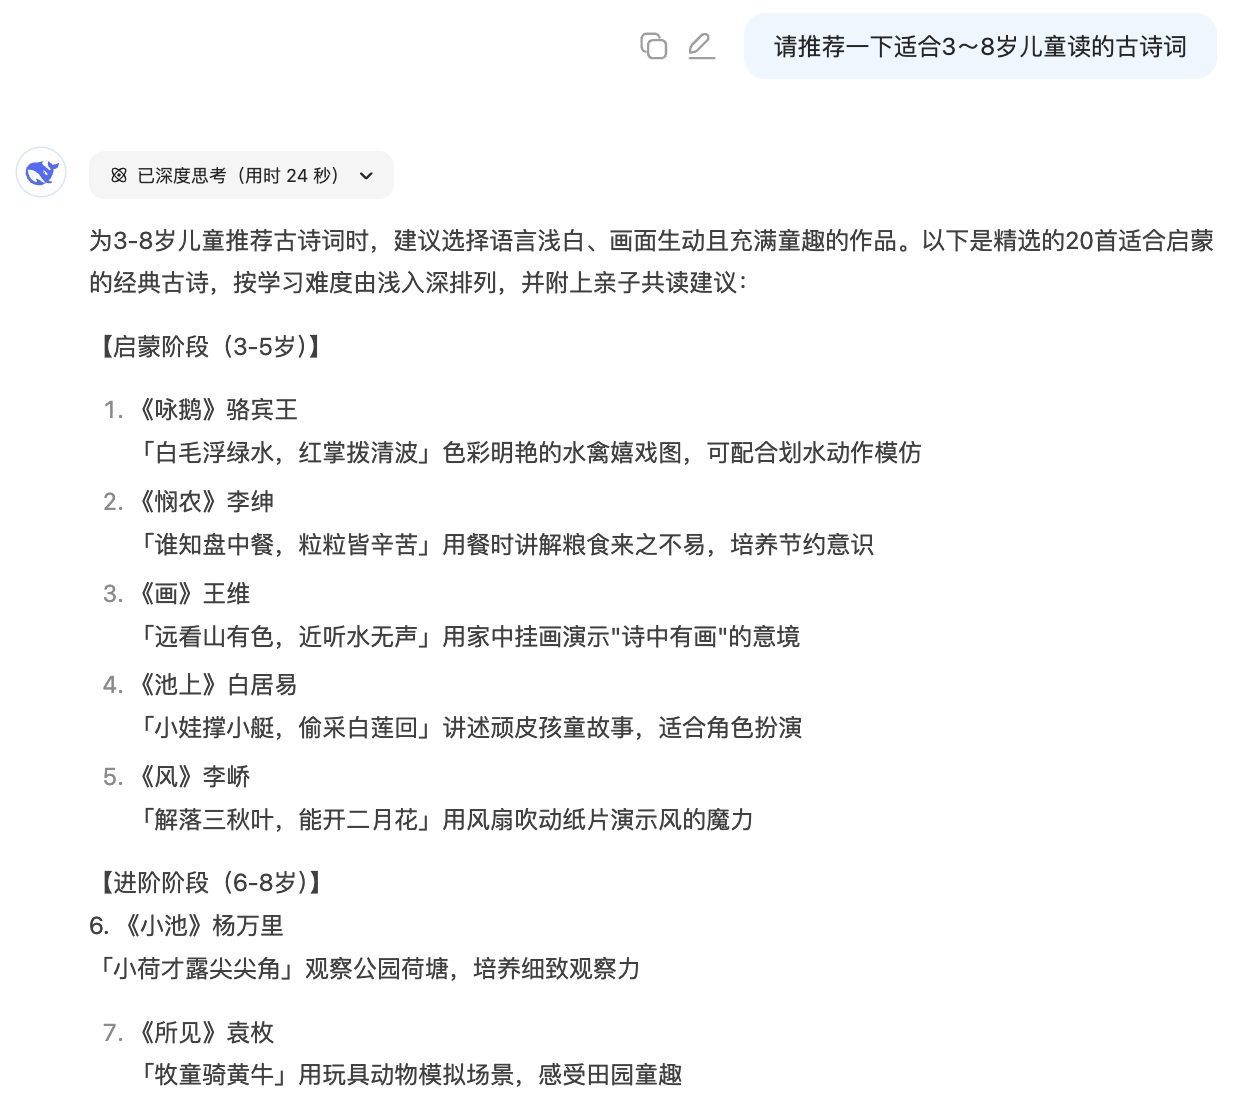 请推荐一下适合3～8岁儿童读的古诗词
已深度思考（用时 24 秒）
为3-8岁儿童推荐古诗词时，建议选择语言浅白、画面生动且充满童趣的作品。以下是精选的20首适合启蒙
的经典古诗，按学习难度由浅入深排列，并附上亲子共读建议：
【启蒙阶段（3-5岁）】
1. 《咏鹅》骆宾王
「白毛浮绿水，红掌拨清波」色彩明艳的水禽嬉戏图，可配合划水动作模仿
2. 《悯农》李绅
「谁知盘中餐，粒粒皆辛苦」用餐时讲解粮食来之不易，培养节约意识
3. 《画》王维
「远看山有色，近听水无声」用家中挂画演示"诗中有画"的意境
4. 《池上》白居易
「小娃撑小艇，偷采白莲回」讲述顽皮孩童故事，适合角色扮演
5. 《风》李峤
「解落三秋叶，能开二月花」用风扇吹动纸片演示风的魔力
【进阶阶段（6-8岁）】
6. 《小池》杨万里
「小荷才露尖尖角」观察公园荷塘，培养细致观察力
7. 《所见》袁枚
「牧童骑黄牛」用玩具动物模拟场景，感受田园童趣